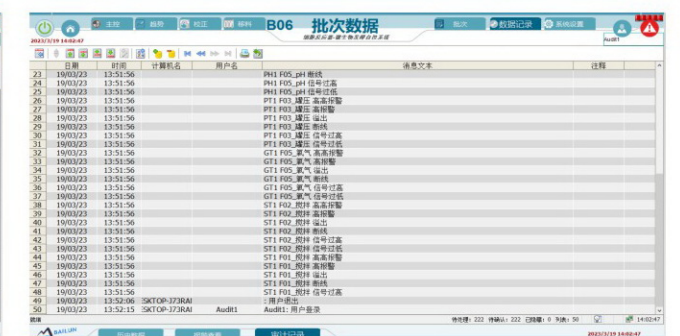 主控 趋势 校正 移种 B06 批次数据 批次 数据记录 系统设置
2023/3/19 14:02:47 Audit1
日期 时间 计算机名 用户名 消息文本 注释
23 19/03/23 13:51:56 PH1 F05_pH 断线
24 19/03/23 13:51:56 PH1 F05_pH 信号过高
25 19/03/23 13:51:56 PH1 F05_pH 信号过低
26 19/03/23 13:51:56 PT1 F03_罐压 高高报警
27 19/03/23 13:51:56 PT1 F03_罐压 高报警
28 19/03/23 13:51:56 PT1 F03_罐压 溢出
29 19/03/23 13:51:56 PT1 F03_罐压 断线
30 19/03/23 13:51:56 PT1 F03_罐压 信号过高
31 19/03/23 13:51:56 PT1 F03_罐压 信号过低
32 19/03/23 13:51:56 GT1 F05_氧气 高高报警
33 19/03/23 13:51:56 GT1 F05_氧气 高报警
34 19/03/23 13:51:56 GT1 F05_氧气 溢出
35 19/03/23 13:51:56 GT1 F05_氧气 断线
36 19/03/23 13:51:56 GT1 F05_氧气 信号过高
37 19/03/23 13:51:56 GT1 F05_氧气 信号过低
38 19/03/23 13:51:56 ST1 F02_搅拌 高高报警
39 19/03/23 13:51:56 ST1 F02_搅拌 高报警
40 19/03/23 13:51:56 ST1 F02_搅拌 溢出
41 19/03/23 13:51:56 ST1 F02_搅拌 断线
42 19/03/23 13:51:56 ST1 F02_搅拌 信号过高
43 19/03/23 13:51:56 ST1 F02_搅拌 信号过低
44 19/03/23 13:51:56 ST1 F01_搅拌 高高报警
45 19/03/23 13:51:56 ST1 F01_搅拌 高报警
46 19/03/23 13:51:56 ST1 F01_搅拌 溢出
47 19/03/23 13:51:56 ST1 F01_搅拌 断线
48 19/03/23 13:51:56 ST1 F01_搅拌 信号过高
49 19/03/23 13:52:06 SKTOP-J73RAI : 用户退出
50 19/03/23 13:52:15 SKTOP-J73RAI Audit1 Audit1: 用户登录
就绪 待处理: 222 待确认: 222 已隐藏: 0 列表: 50 14:02:47
BAILUN 审计记录 2023/3/19 14:02:47